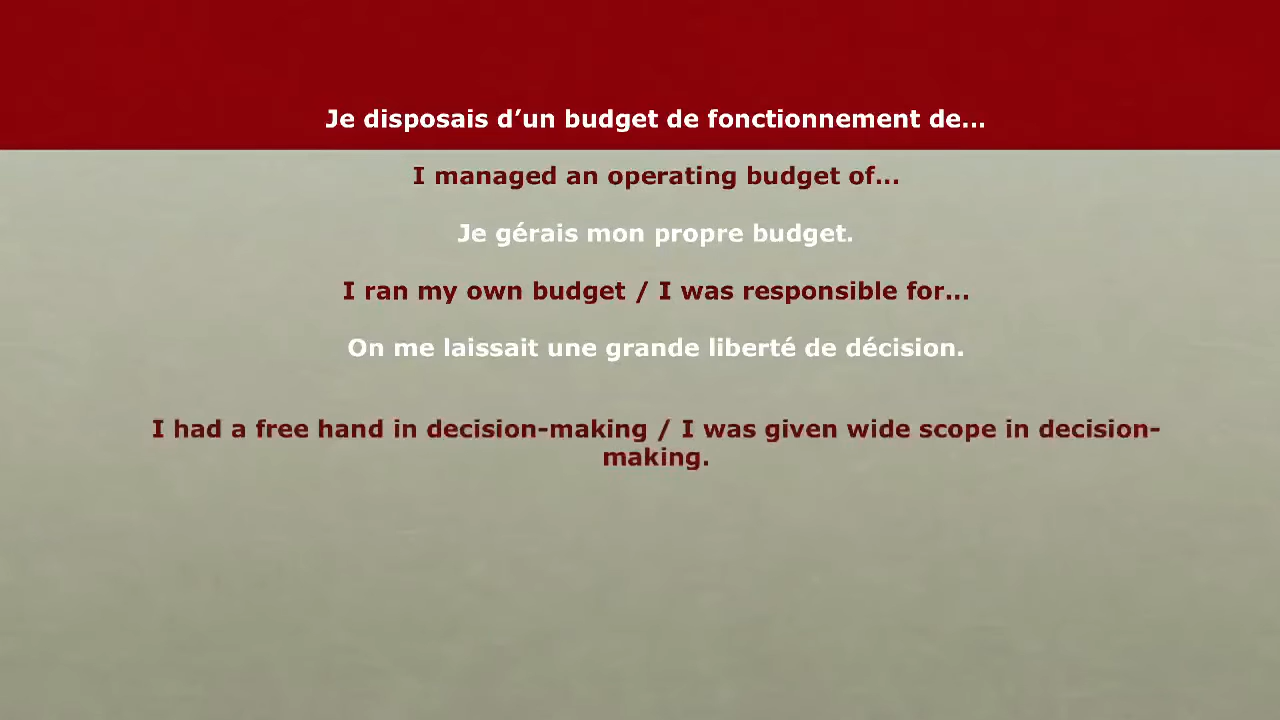 Je disposais d’un budget de fonctionnement de...
I managed an operating budget of...
Je gérais mon propre budget.
I ran my own budget / I was responsible for...
On me laissait une grande liberté de décision.
I had a free hand in decision-making / I was given wide scope in decision-
making.